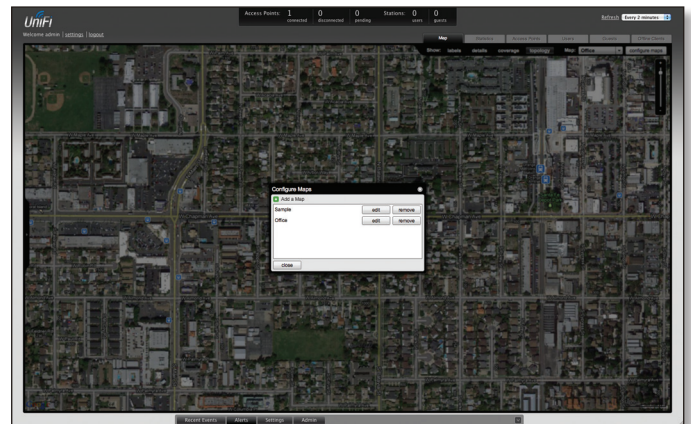 UniFi
Access Points: 1 connected 0 disconnected 0 pending Stations: 0 users 0 guests
Refresh Every 2 minutes
Welcome admin | settings | logout
Map Statistics Access Points Users Guests
Show: labels details coverage topology Map: Office configure maps
Configure Maps
Add a Map
Sample edit remove
Office edit remove
close
Recent Events Alerts Settings Admin